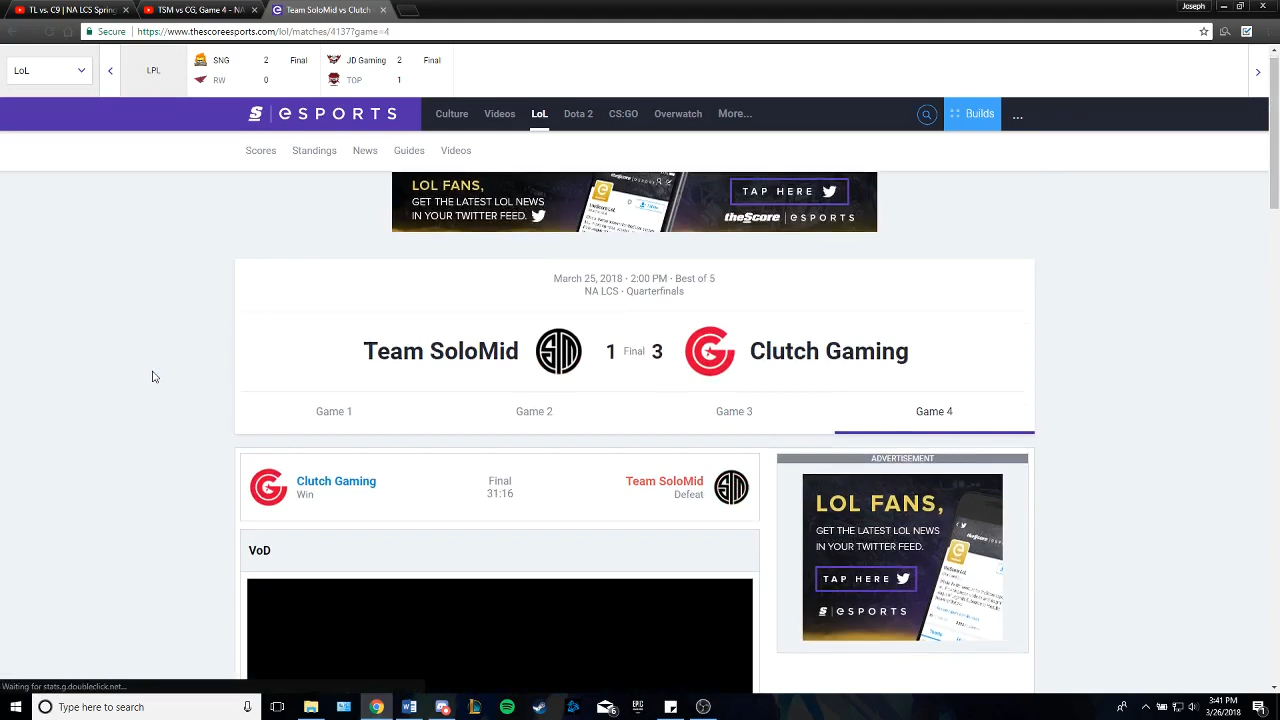 TL vs. C9 | NA LCS Spring
TSM vs CG, Game 4 - NA L
Team SoloMid vs Clutch G
Joseph
Secure
https://www.thescoreesports.com/lol/matches/4137?game=4
LoL
LPL
SNG 2 Final
RW 0
JD Gaming 2 Final
TOP 1
eSPORTS
Culture Videos LoL Dota 2 CS:GO Overwatch More... Builds ...
Scores Standings News Guides Videos
LOL FANS,
GET THE LATEST LOL NEWS
IN YOUR TWITTER FEED.
TAP HERE
theScore | eSPORTS
March 25, 2018 · 2:00 PM · Best of 5
NA LCS · Quarterfinals
Team SoloMid TSM 1 Final 3 Clutch Gaming
Game 1 Game 2 Game 3 Game 4
Clutch Gaming
Win
Final
31:16
Team SoloMid
Defeat
TSM
VoD
ADVERTISEMENT
LOL FANS,
GET THE LATEST LOL NEWS
IN YOUR TWITTER FEED.
TAP HERE
eSPORTS
Waiting for stats.g.doubleclick.net...
Type here to search
3:41 PM
3/26/2018